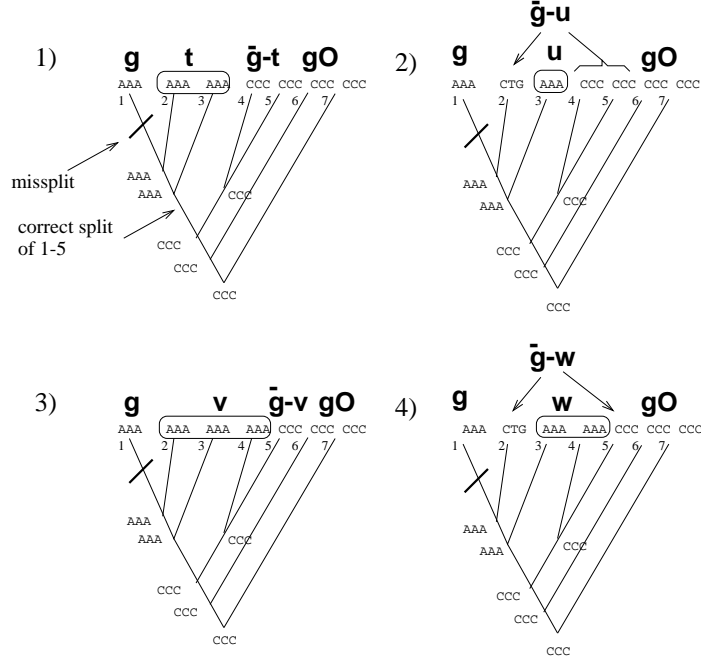 1)
g t ḡ-t gO
AAA AAA AAA CCC CCC CCC CCC
1 2 3 4 5 6 7
missplit
AAA
AAA
CCC
correct split
of 1-5
CCC
CCC
CCC
ḡ-u
2)
g u gO
AAA CTG AAA CCC CCC CCC CCC
1 2 3 4 5 6 7
AAA
AAA
CCC
CCC
CCC
CCC
3)
g v ḡ-v gO
AAA AAA AAA AAA CCC CCC CCC
1 2 3 4 5 6 7
AAA
AAA
CCC
CCC
CCC
CCC
ḡ-w
4)
g w gO
AAA CTG AAA AAA CCC CCC CCC
1 2 3 4 5 6 7
AAA
AAA
CCC
CCC
CCC
CCC